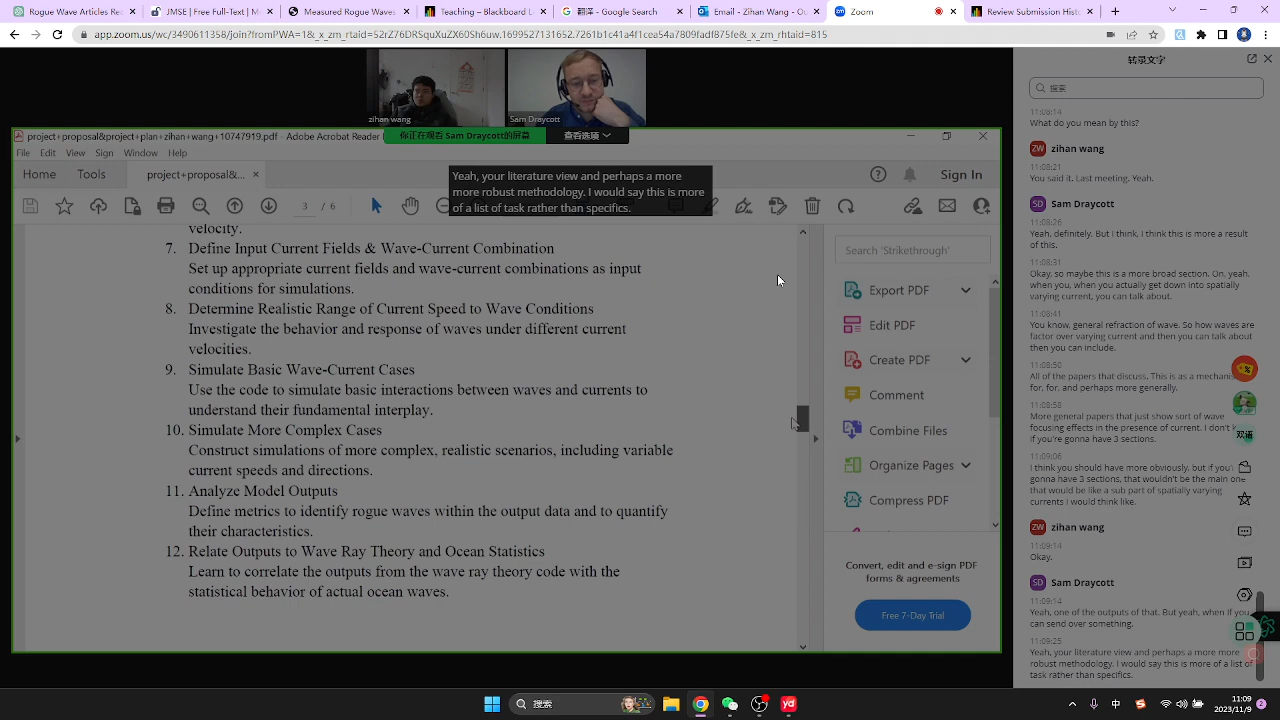 Rogue Wave Articles Re
JMSE | Free Full-Text | M
Measured Rogue Waves
Teaching – Blackboard L
翻译 - Google Search
Email - Zihan Wang - O
Zoom
Review Submission Hist
app.zoom.us/wc/3490611358/join?fromPWA=1&_x_zm_rtaid=52rZ76DRSquXuZX60Sh6uw.1699527131652.7261b1c41a4f1cea54a7809fadf875fe&_x_zm_rhtaid=815
zihan wang
Sam Draycott
project+proposal&project+plan+zihan+wang+10747919.pdf - Adobe Acrobat Reader
你正在观看 Sam Draycott的屏幕
查看选项
File Edit View Sign Window Help
Home Tools project+proposal&...
Sign In
3 / 6
Yeah, your literature view and perhaps a more
more robust methodology. I would say this is more
of a list of task rather than specifics.
velocity.
7. Define Input Current Fields & Wave-Current Combination
Set up appropriate current fields and wave-current combinations as input
conditions for simulations.
8. Determine Realistic Range of Current Speed to Wave Conditions
Investigate the behavior and response of waves under different current
velocities.
9. Simulate Basic Wave-Current Cases
Use the code to simulate basic interactions between waves and currents to
understand their fundamental interplay.
10. Simulate More Complex Cases
Construct simulations of more complex, realistic scenarios, including variable
current speeds and directions.
11. Analyze Model Outputs
Define metrics to identify rogue waves within the output data and to quantify
their characteristics.
12. Relate Outputs to Wave Ray Theory and Ocean Statistics
Learn to correlate the outputs from the wave ray theory code with the
statistical behavior of actual ocean waves.
Search 'Strikethrough'
Export PDF
Edit PDF
Create PDF
Comment
Combine Files
Organize Pages
Compress PDF
Convert, edit and e-sign PDF
forms & agreements
Free 7-Day Trial
转录文字
搜索
11:08:14
What do you mean by this?
ZW zihan wang
11:08:21
You said it. Last meeting. Yeah.
SD Sam Draycott
11:08:26
Yeah, definitely. But I think, I think this is more a result
of this.
11:08:31
Okay, so maybe this is a more broad section. On, yeah,
when you, when you actually get down into spatially
varying current, you can talk about.
11:08:41
You know, general refraction of wave. So how waves are
factor over varying current and then you can talk about
then you can include.
11:08:50
All of the papers that discuss. This is as a mechanis
for, for, and perhaps more generally.
11:08:58
More general papers that just show sort of wave
focusing effects in the presence of current. I don't
if you're gonna have 3 sections.
11:09:06
I think you should have more obviously, but if you
gonna have 3 sections, that wouldn't be the main one
that would be like a sub part of spatially varying
currents
ZW zihan wang
11:09:14
Okay.
SD Sam Draycott
11:09:14
Yeah, one of the outputs of that. But yeah, when if you
can send over something.
11:09:25
Yeah, your literature view and perhaps a more more
robust methodology. I would say this is more of a list of
task rather than specifics.
双语
搜索
yd
中
11:09
2023/11/9
2